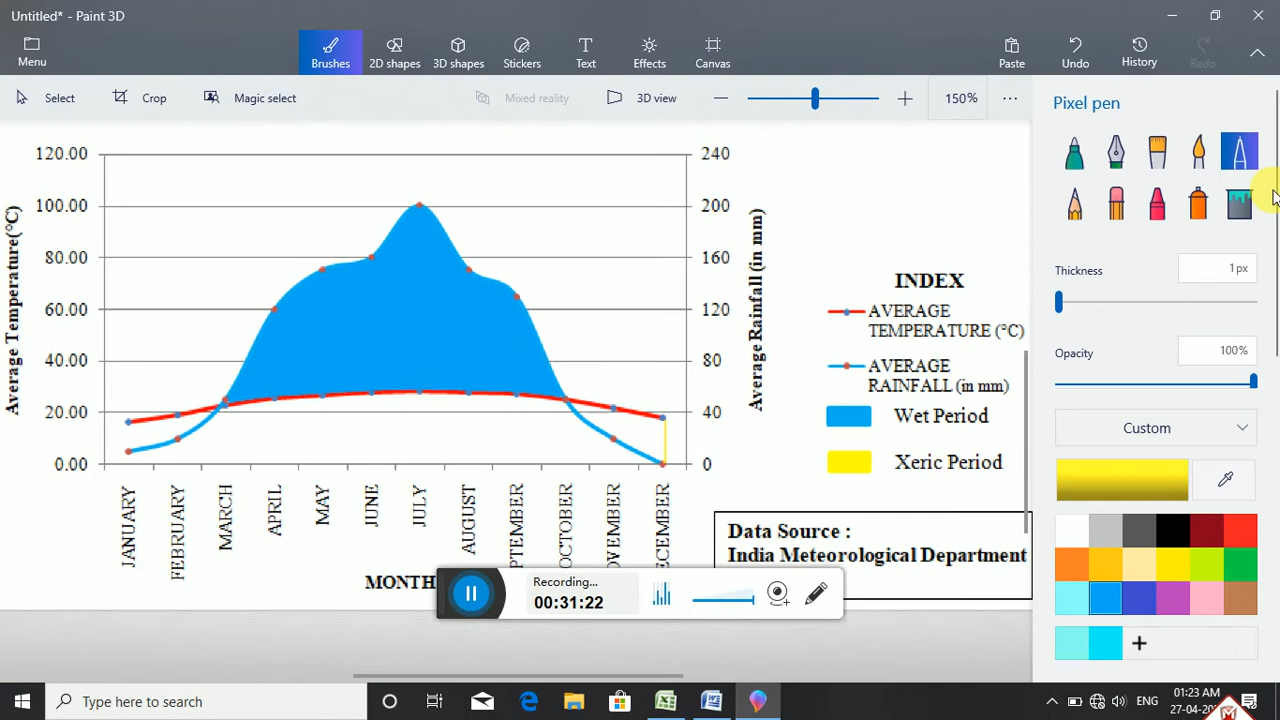 Untitled* - Paint 3D
Menu
Brushes
2D shapes
3D shapes
Stickers
Text
Effects
Canvas
Paste
Undo
History
Redo
Select
Crop
Magic select
Mixed reality
3D view
150%
Pixel pen
Thickness
1px
Opacity
100%
Custom
120.00
100.00
80.00
60.00
40.00
20.00
0.00
Average Temperature(°C)
240
200
160
120
80
40
0
Average Rainfall (in mm)
JANUARY
FEBRUARY
MARCH
APRIL
MAY
JUNE
JULY
AUGUST
PTEMBER
OCTOBER
OVEMBER
ECEMBER
MONTH
INDEX
AVERAGE
TEMPERATURE (°C)
AVERAGE
RAINFALL (in mm)
Wet Period
Xeric Period
Data Source :
India Meteorological Department
Recording...
00:31:22
Type here to search
ENG
01:23 AM
27-04-20